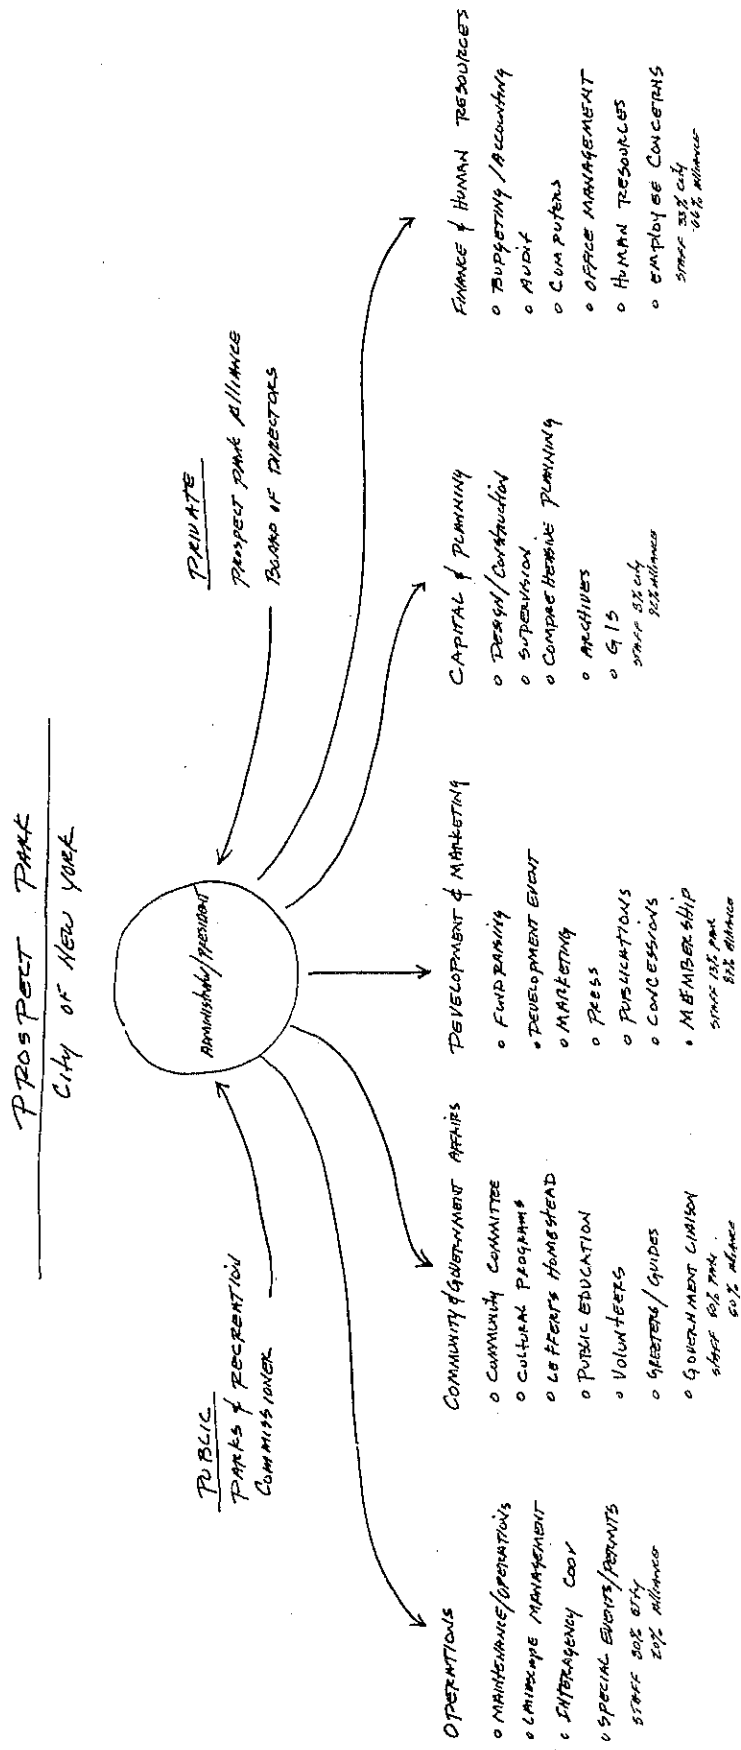 PROSPECT PARK
City OF NEW YORK
PUBLIC
PARKS & RECREATION
COMMISSIONER
ADMINISTRATOR/PRESIDENT
PRIVATE
PROSPECT PARK ALLIANCE
BOARD OF DIRECTORS
OPERATIONS
o MAINTENANCE/OPERATIONS
o LANDSCAPE MANAGEMENT
o INTERAGENCY COOR
o SPECIAL EVENTS/PERMITS
STAFF 80% City
20% Alliance
COMMUNITY & GOVERNMENT AFFAIRS
o COMMUNITY COMMITTEE
o CULTURAL PROGRAMS
o LEFFERTS HOMESTEAD
o PUBLIC EDUCATION
o Volunteers
o GREETERS/GUIDES
o GOVERNMENT LIAISON
STAFF PARK
% Alliance
DEVELOPMENT & MARKETING
o FUNDRAISING
• DEVELOPMENT EVENT
o MARKETING
o PRESS
o PUBLICATIONS
o CONCESSIONS
• MEMBERSHIP
STAFF 13% PARK
87% Alliance
CAPITAL & PLANNING
o DESIGN/CONSTRUCTION
o SUPERVISION
o COMPREHENSIVE PLANNING
o ARCHIVES
o GIS
STAFF 8% City
92% Alliance
FINANCE & HUMAN RESOURCES
o BUDGETING/ACCOUNTING
o AUDIT
o COMPUTERS
o OFFICE MANAGEMENT
o HUMAN RESOURCES
o EMPLOYEE CONCERNS
STAFF 33% City
66% Alliance